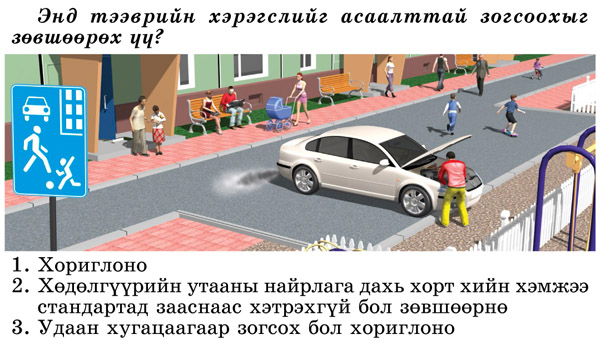 Энд тээврийн хэрэгслийг асаалттай зогсоохыг
зөвшөөрөх үү?
1. Хориглоно
2. Хөдөлгүүрийн утааны найрлага дахь хорт хийн хэмжээ
стандартад зааснаас хэтрэхгүй бол зөвшөөрнө
3. Удаан хугацаагаар зогсох бол хориглоно